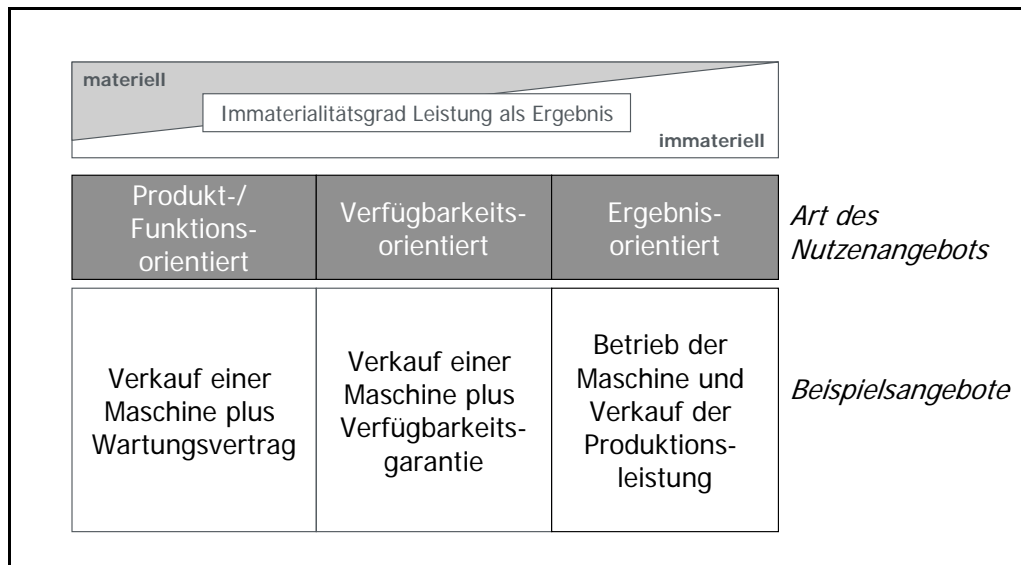 materiell
Immaterialitätsgrad Leistung als Ergebnis
immateriell
Produkt-/
Funktions-
orientiert
Verfügbarkeits-
orientiert
Ergebnis-
orientiert
Art des
Nutzenangebots
Verkauf einer
Maschine plus
Wartungsvertrag
Verkauf einer
Maschine plus
Verfügbarkeits-
garantie
Betrieb der
Maschine und
Verkauf der
Produktions-
leistung
Beispielsangebote